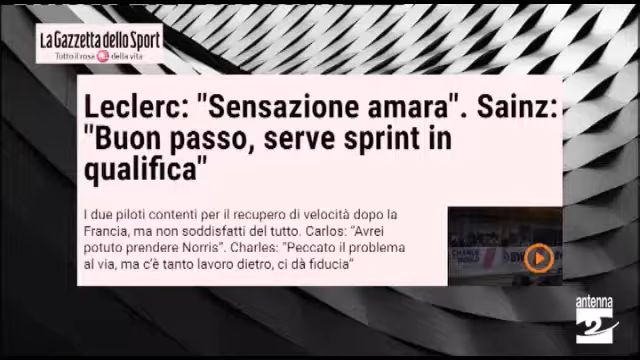 La Gazzetta dello Sport
Tutto il rosa della vita
Leclerc: "Sensazione amara". Sainz:
"Buon passo, serve sprint in
qualifica"
I due piloti contenti per il recupero di velocità dopo la
Francia, ma non soddisfatti del tutto. Carlos: “Avrei
potuto prendere Norris”. Charles: “Peccato il problema
al via, ma c’è tanto lavoro dietro, ci dà fiducia”
antenna
2